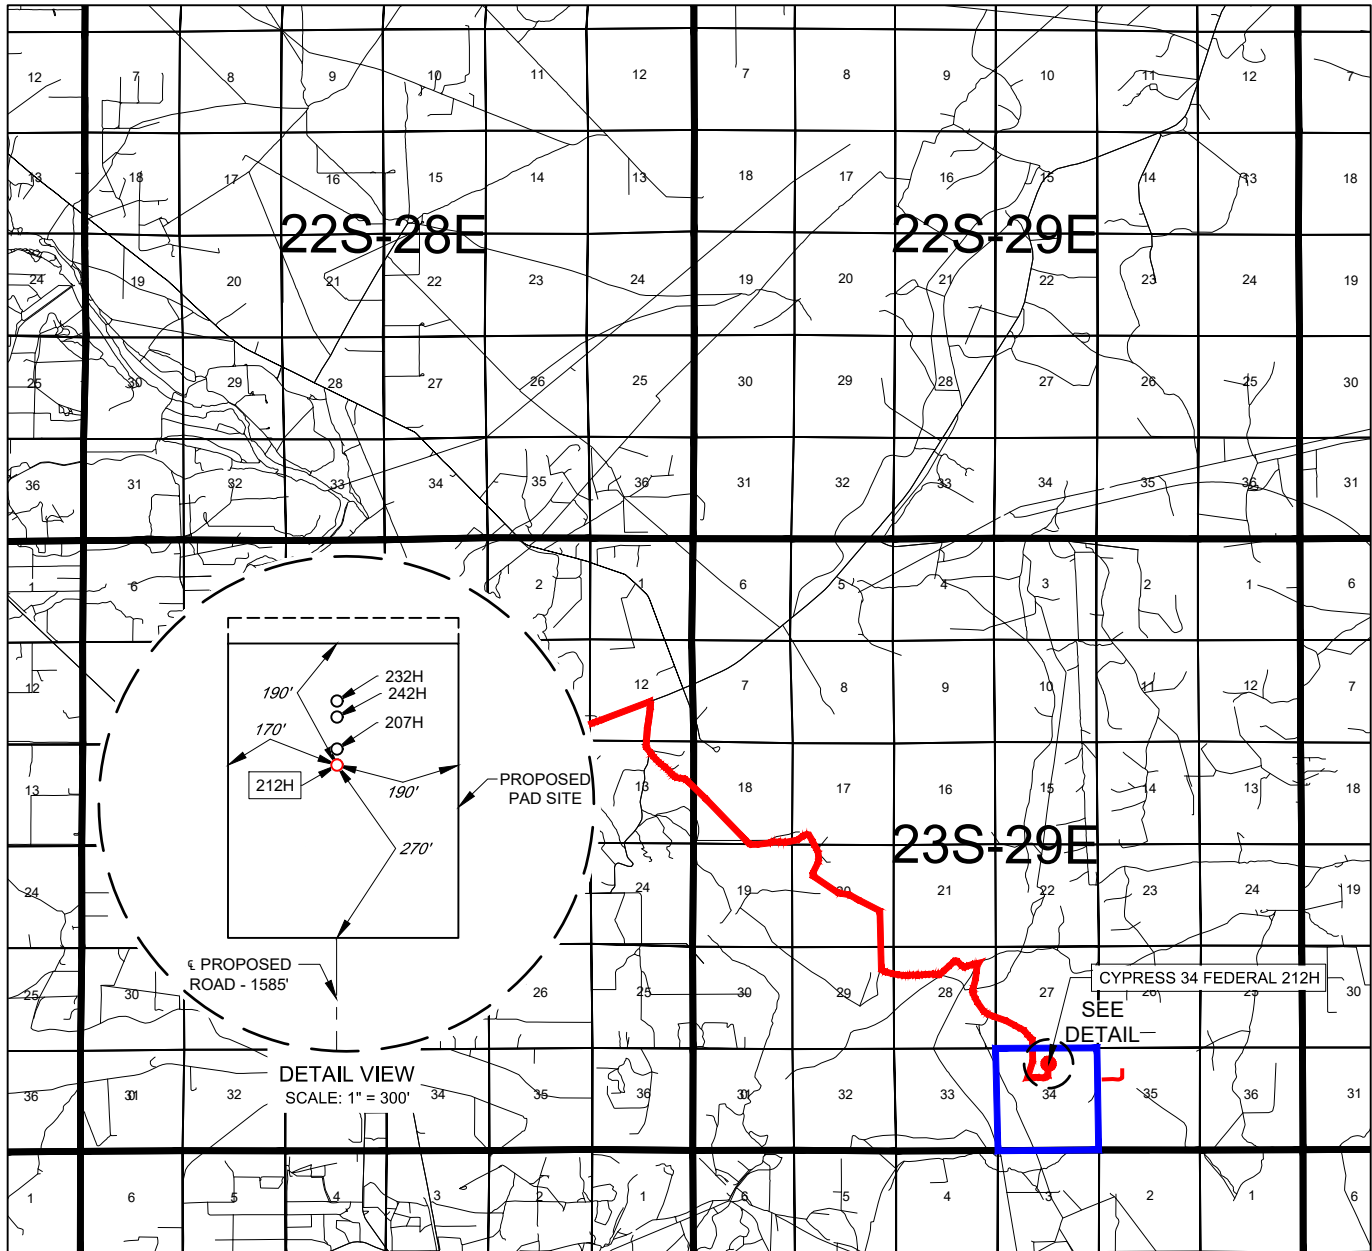 12 7 8 9 10 11 12 7 8 9 10 11 12 7
13 18 17 16 15 14 13 18 17 16 15 14 13 18
22S-28E 22S-29E
24 19 20 21 22 23 24 19 20 21 22 23 24 19
25 30 29 28 27 26 25 30 29 28 27 26 25 30
36 31 32 33 34 35 36 31 32 33 34 35 36 31
1 6 2 1 6 5 4 3 2 1 6
12 12 7 8 9 10 11 12 7
13 13 18 17 16 15 14 13 18
23S-29E
24 24 19 20 21 22 23 24 19
25 30 26 25 30 29 28 27 26 25 30
36 31 32 34 35 36 31 32 33 34 35 36 31
1 6 5 4 3 2 1 6 5 4 3 2 1 6
232H
242H
207H
212H
190'
170'
190'
270'
PROPOSED
PAD SITE
℄ PROPOSED
ROAD - 1585'
DETAIL VIEW
SCALE: 1" = 300'
CYPRESS 34 FEDERAL 212H
SEE
DETAIL